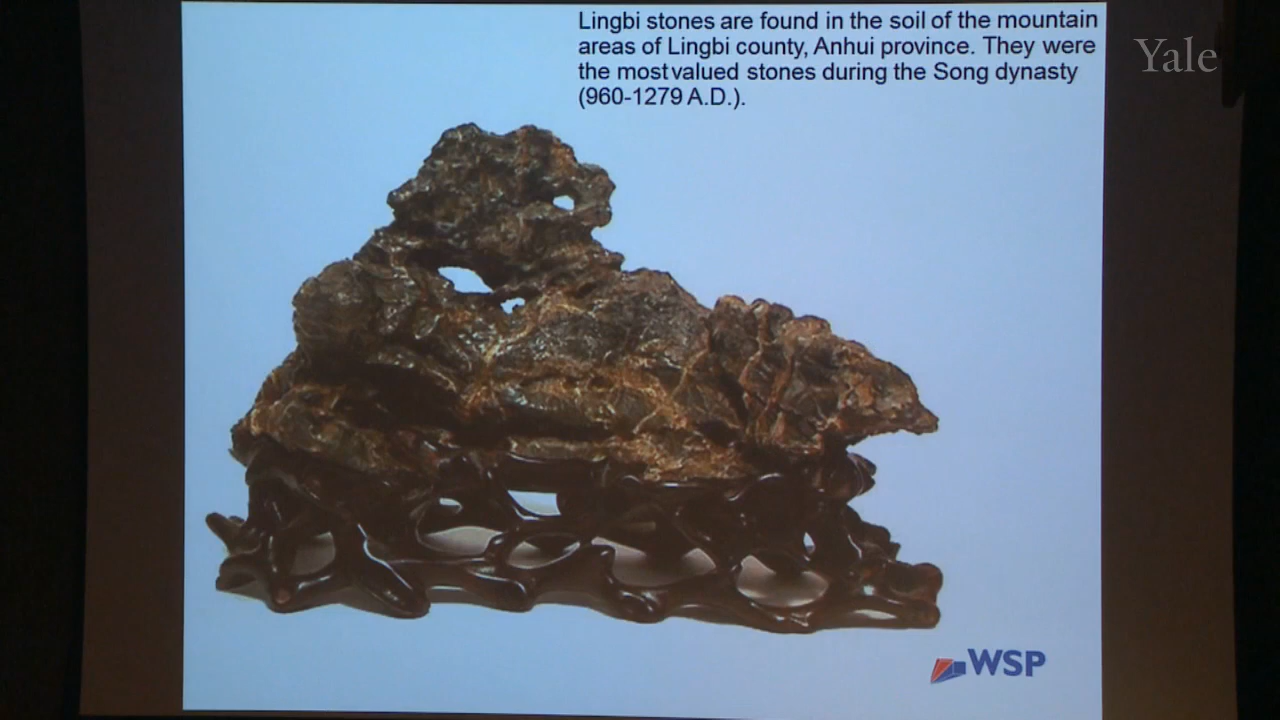 Lingbi stones are found in the soil of the mountain
areas of Lingbi county, Anhui province. They were
the most valued stones during the Song dynasty
(960-1279 A.D.).
Yale
WSP